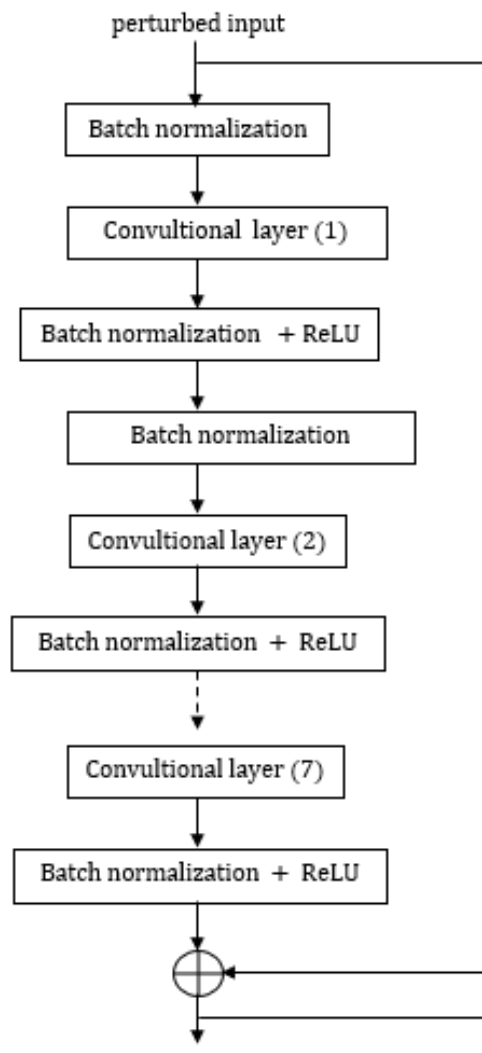 perturbed input
Batch normalization
Convultional layer (1)
Batch normalization + ReLU
Batch normalization
Convultional layer (2)
Batch normalization + ReLU
Convultional layer (7)
Batch normalization + ReLU